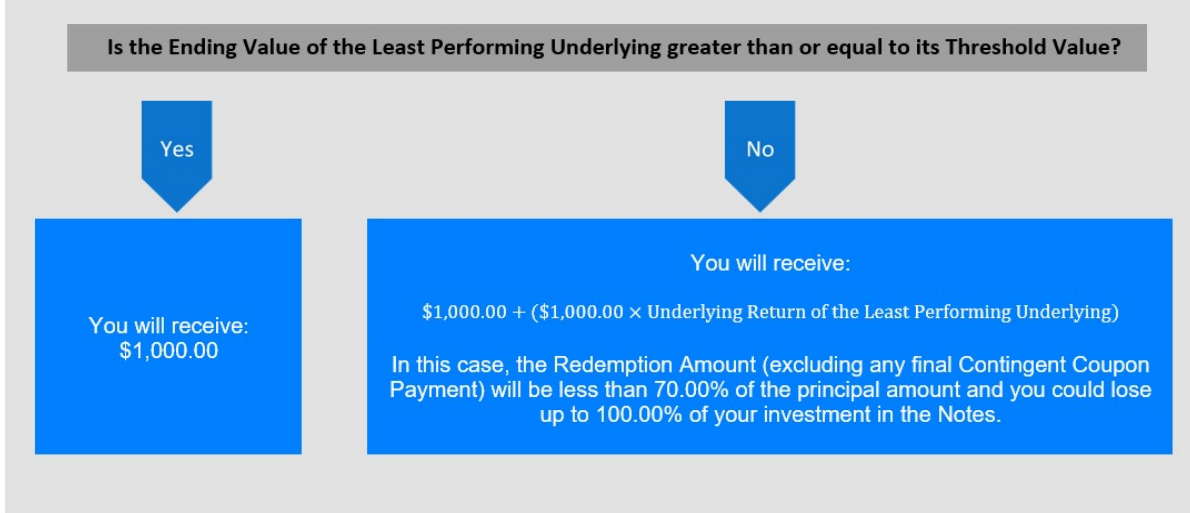 Is the Ending Value of the Least Performing Underlying greater than or equal to its Threshold Value?
Yes
No
You will receive:
$1,000.00
You will receive:
$1,000.00 + ($1,000.00 × Underlying Return of the Least Performing Underlying)
In this case, the Redemption Amount (excluding any final Contingent Coupon
Payment) will be less than 70.00% of the principal amount and you could lose
up to 100.00% of your investment in the Notes.